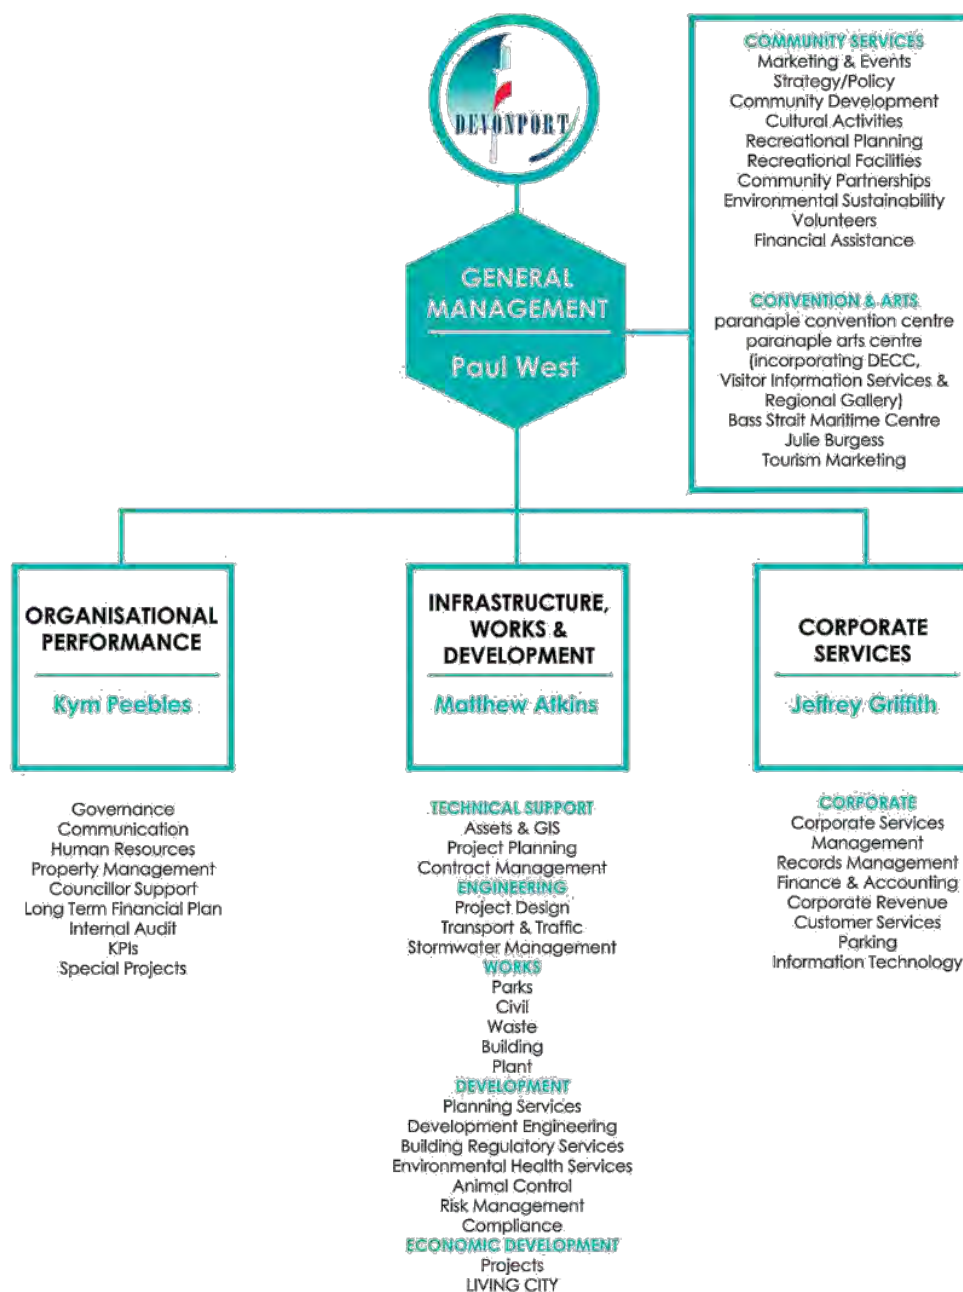 DEVONPORT
GENERAL
MANAGEMENT
Paul West
COMMUNITY SERVICES
Marketing & Events
Strategy/Policy
Community Development
Cultural Activities
Recreational Planning
Recreational Facilities
Community Partnerships
Environmental Sustainability
Volunteers
Financial Assistance
CONVENTION & ARTS
paranaple convention centre
paranaple arts centre
(incorporating DECC,
Visitor Information Services &
Regional Gallery)
Bass Strait Maritime Centre
Julie Burgess
Tourism Marketing
ORGANISATIONAL
PERFORMANCE
Kym Peebles
Governance
Communication
Human Resources
Property Management
Councillor Support
Long Term Financial Plan
Internal Audit
KPIs
Special Projects
INFRASTRUCTURE,
WORKS &
DEVELOPMENT
Matthew Atkins
TECHNICAL SUPPORT
Assets & GIS
Project Planning
Contract Management
ENGINEERING
Project Design
Transport & Traffic
Stormwater Management
WORKS
Parks
Civil
Waste
Building
Plant
DEVELOPMENT
Planning Services
Development Engineering
Building Regulatory Services
Environmental Health Services
Animal Control
Risk Management
Compliance
ECONOMIC DEVELOPMENT
Projects
LIVING CITY
CORPORATE
SERVICES
Jeffrey Griffith
CORPORATE
Corporate Services
Management
Records Management
Finance & Accounting
Corporate Revenue
Customer Services
Parking
Information Technology